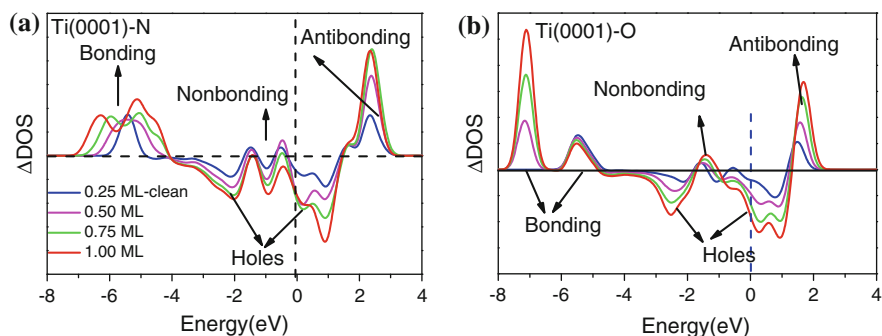 (a)
Ti(0001)-N
Bonding
Antibonding
Nonbonding
ΔDOS
0.25 ML-clean
0.50 ML
0.75 ML
1.00 ML
Holes
-8 -6 -4 -2 0 2 4
Energy(eV)
(b)
Ti(0001)-O
Antibonding
Nonbonding
ΔDOS
Bonding
Holes
-8 -6 -4 -2 0 2 4
Energy(eV)